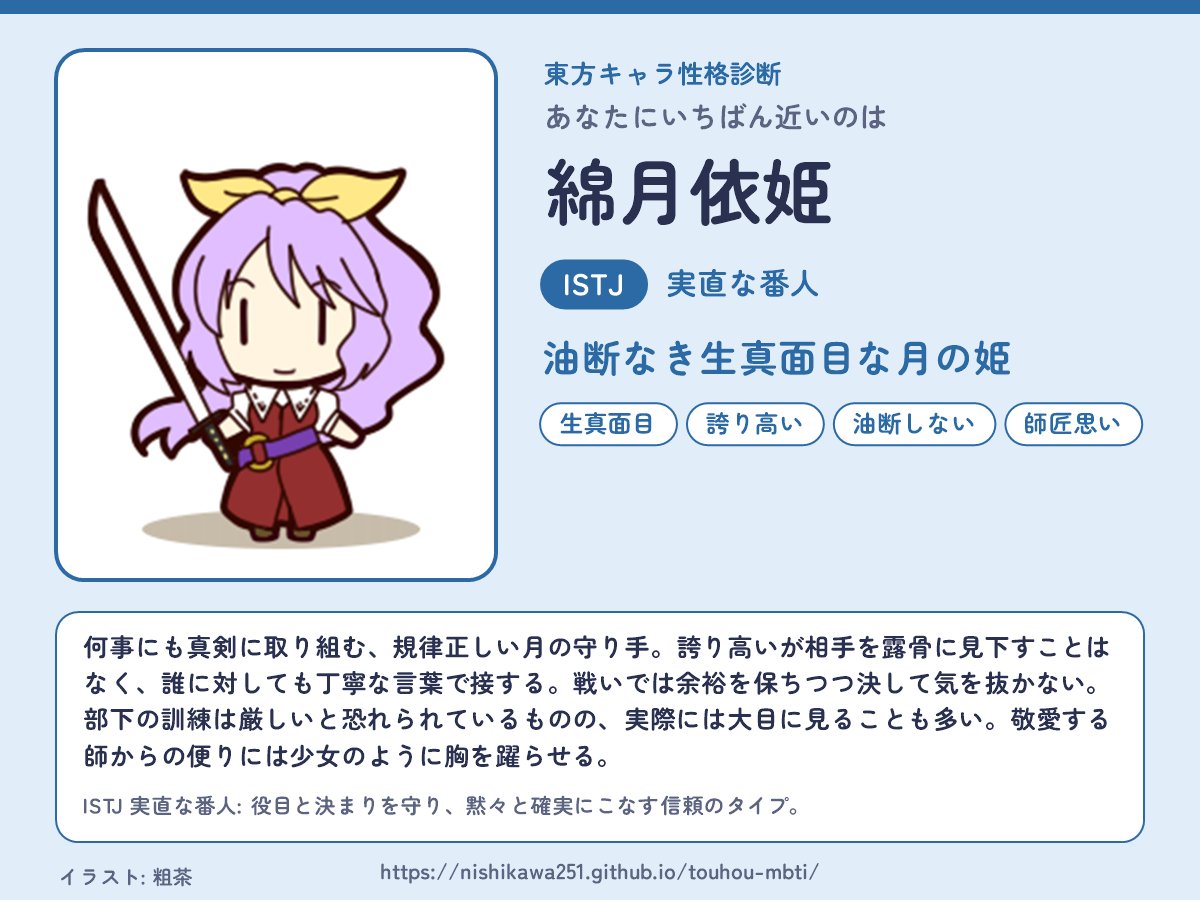 東方キャラ性格診断
あなたにいちばん近いのは
綿月依姫
ISTJ 実直な番人
油断なき生真面目な月の姫
生真面目 誇り高い 油断しない 師匠思い
何事にも真剣に取り組む、規律正しい月の守り手。誇り高いが相手を露骨に見下すことは
なく、誰に対しても丁寧な言葉で接する。戦いでは余裕を保ちつつ決して気を抜かない。
部下の訓練は厳しいと恐れられているものの、実際には大目に見ることも多い。敬愛する
師からの便りには少女のように胸を躍らせる。
ISTJ 実直な番人: 役目と決まりを守り、黙々と確実にこなす信頼のタイプ。
イラスト: 粗茶
https://nishikawa251.github.io/touhou-mbti/